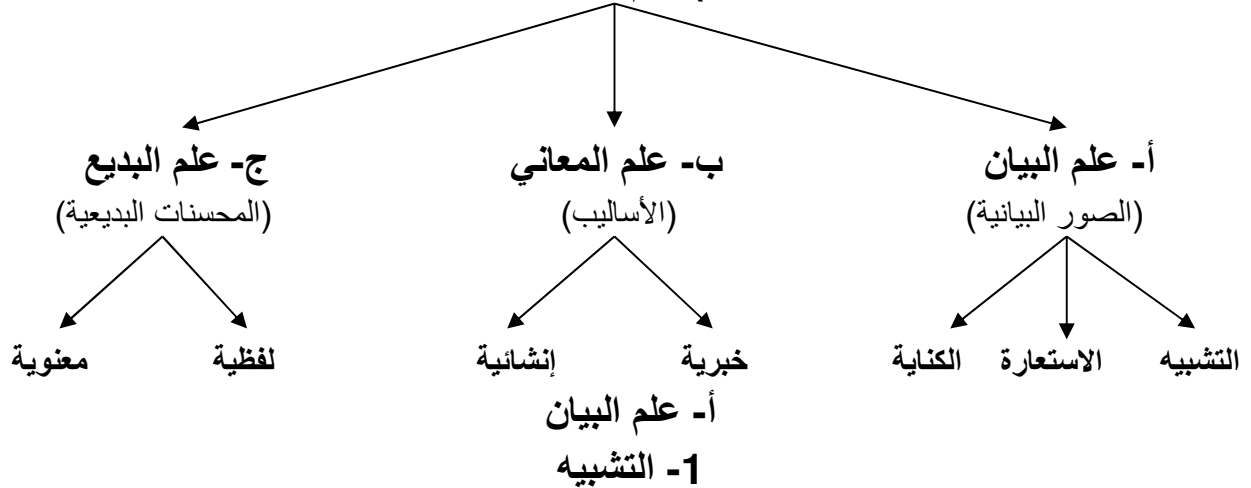 أ- علم البيان ب- علم المعاني ج- علم البديع
(الصور البيانية) (الأساليب) (المحسنات البديعية)
التشبيه الاستعارة الكناية خبرية إنشائية لفظية معنوية
أ- علم البيان
1- التشبيه